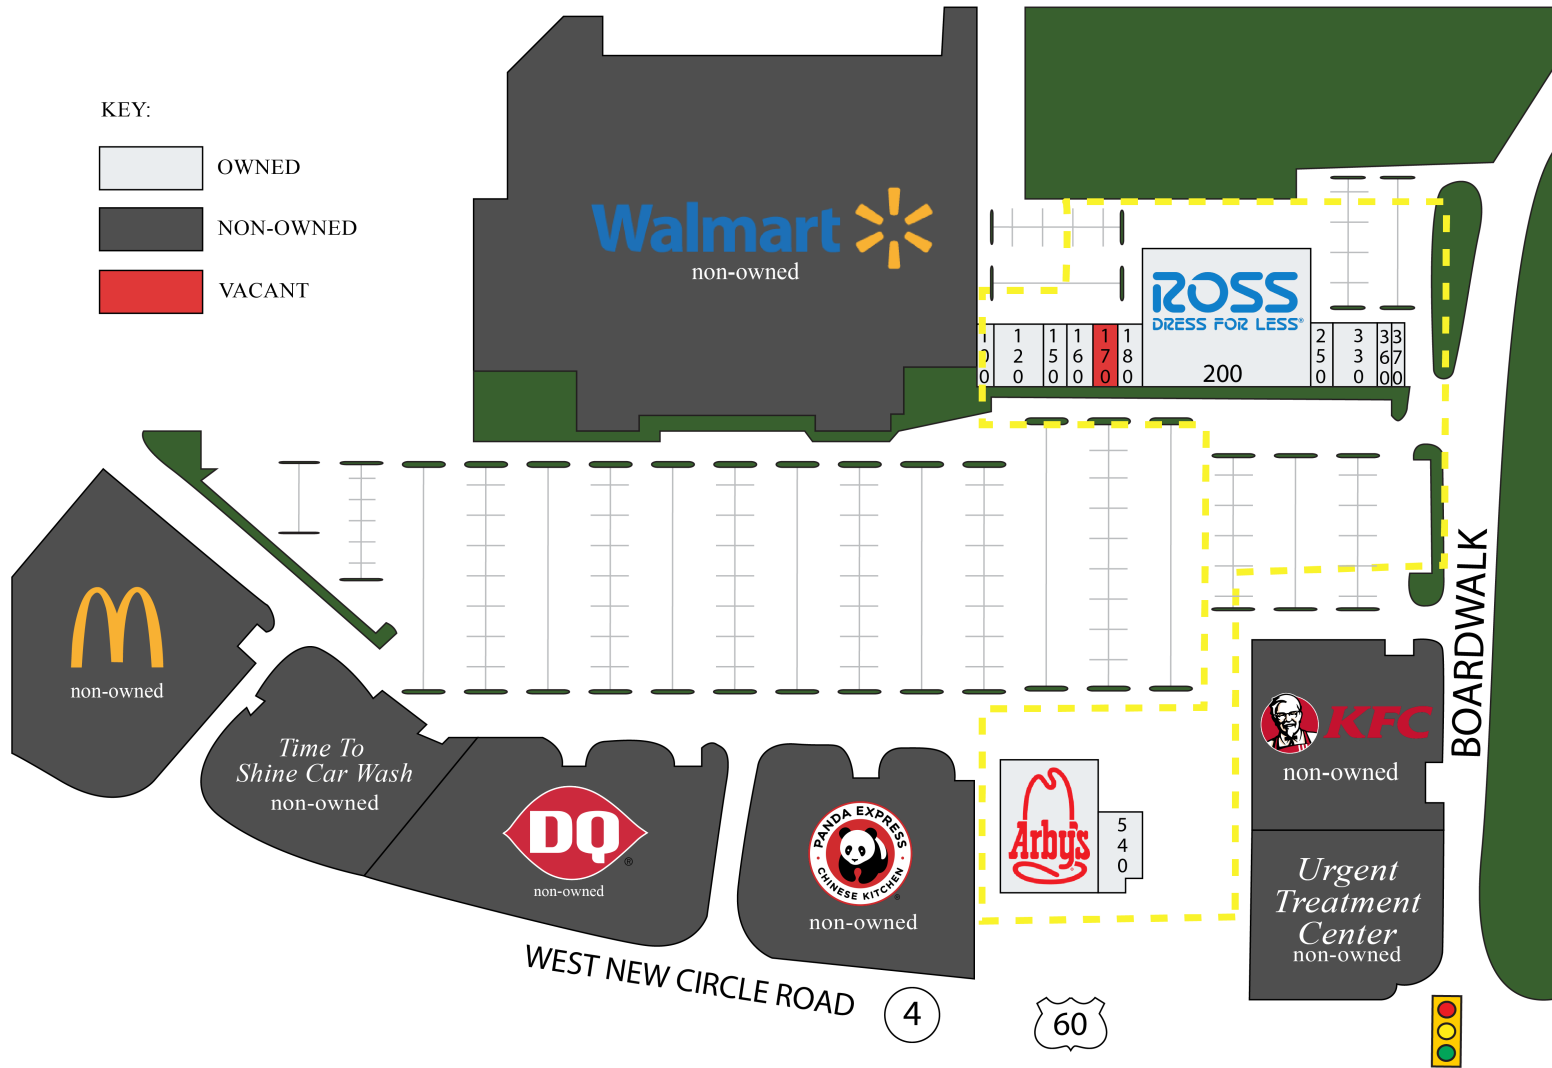 KEY:
OWNED
NON-OWNED
VACANT
Walmart
non-owned
ROSS
DRESS FOR LESS®
200
100
120
150
160
170
180
250
330
360
370
non-owned
Time To
Shine Car Wash
non-owned
DQ®
non-owned
PANDA EXPRESS
CHINESE KITCHEN
non-owned
Arby's
540
KFC
non-owned
Urgent
Treatment
Center
non-owned
BOARDWALK
WEST NEW CIRCLE ROAD
4
60